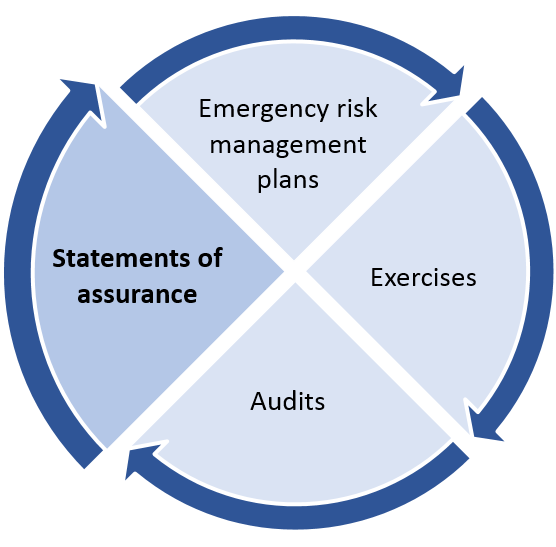 Emergency risk
management
plans
Exercises
Audits
Statements of
assurance